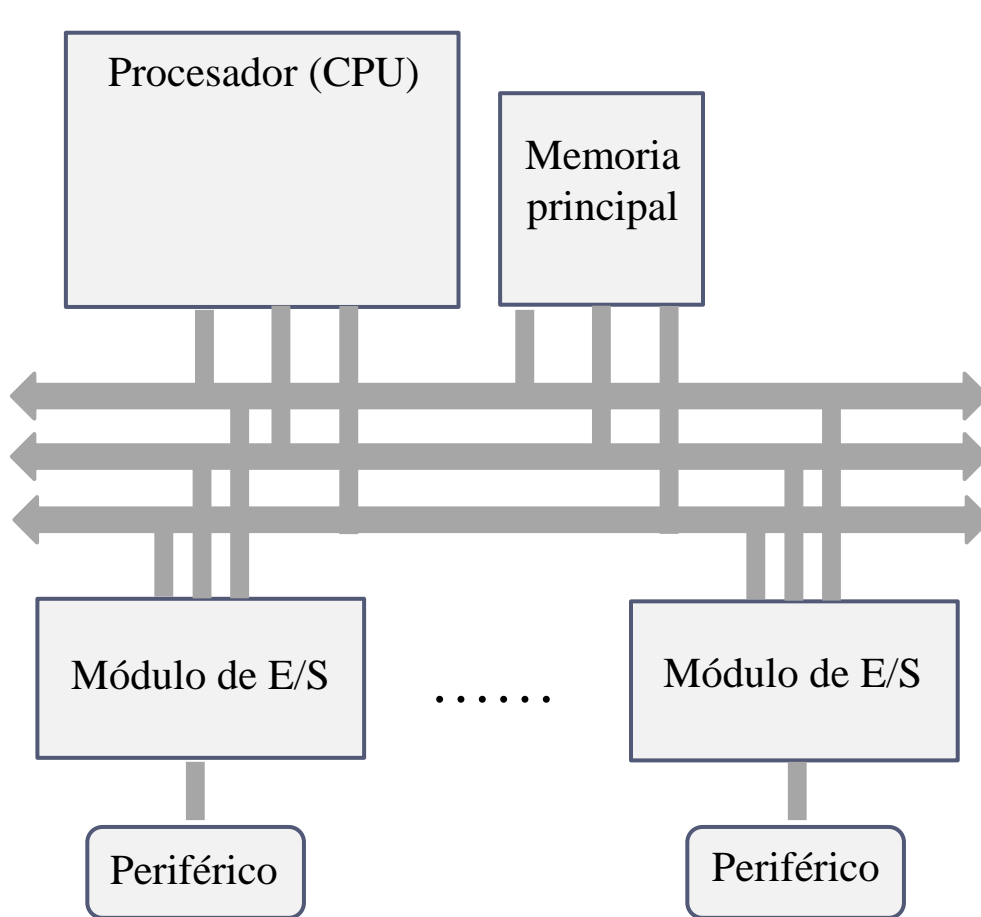 Procesador (CPU)
Memoria
principal
Módulo de E/S
......
Módulo de E/S
Periférico
Periférico